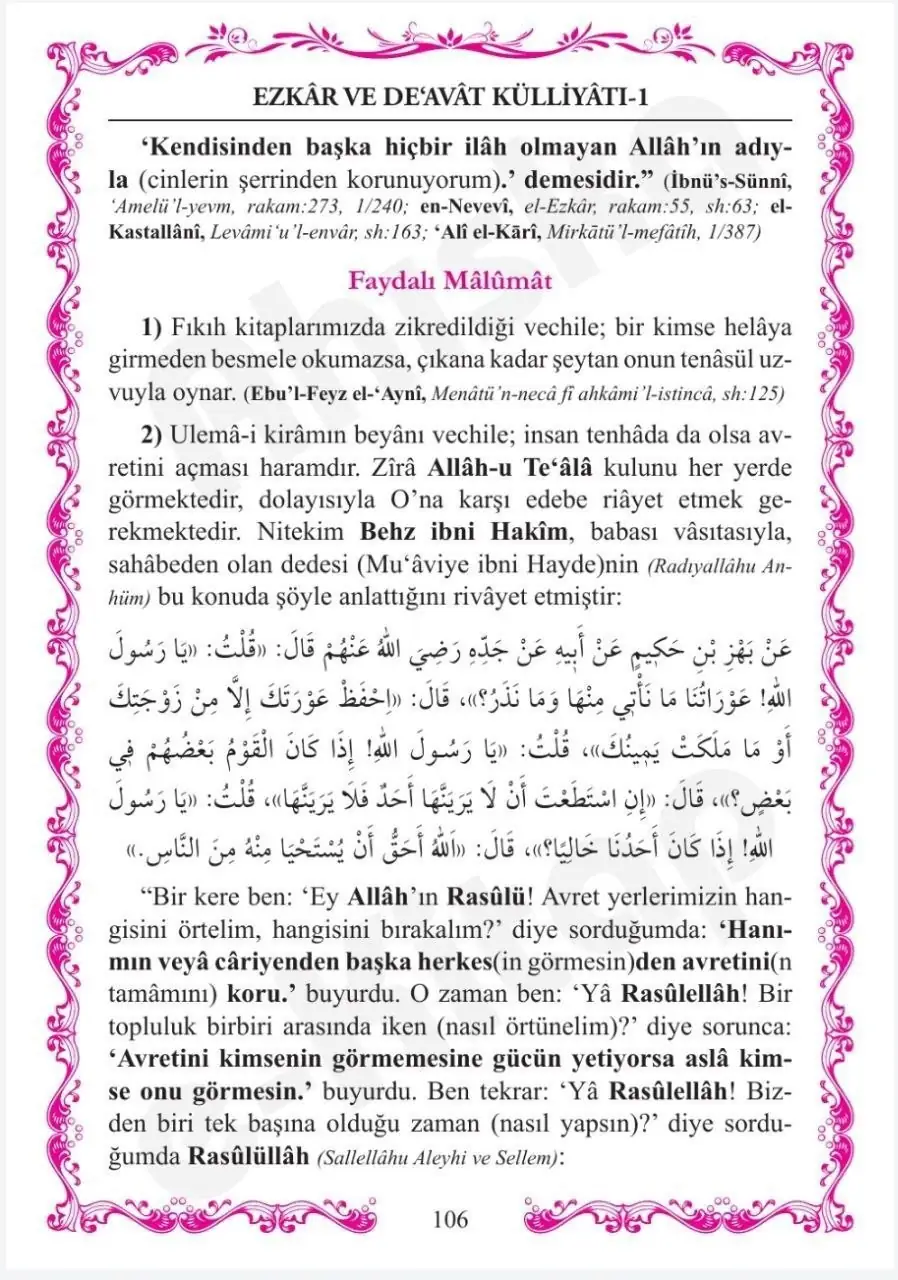 EZKÂR VE DE‘AVÂT KÜLLİYÂTI-1
‘Kendisinden başka hiçbir ilâh olmayan Allâh’ın adıy-
la (cinlerin şerrinden korunuyorum).’ demesidir.” (İbnü’s-Sünnî,
‘Amelü’l-yevm, rakam:273, 1/240; en-Nevevî, el-Ezkâr, rakam:55, sh:63; el-
Kastallânî, Levâmi‘u’l-envâr, sh:163; ‘Alî el-Kārî, Mirkātü’l-mefâtîh, 1/387)
Faydalı Mâlûmât
1) Fıkıh kitaplarımızda zikredildiği vechile; bir kimse helâya
girmeden besmele okumazsa, çıkana kadar şeytan onun tenâsül uz-
vuyla oynar. (Ebu’l-Feyz el-‘Aynî, Menâtü’n-necâ fî ahkâmi’l-istincâ, sh:125)
2) Ulemâ-i kirâmın beyânı vechile; insan tenhâda da olsa av-
retini açması haramdır. Zîrâ Allâh-u Te‘âlâ kulunu her yerde
görmektedir, dolayısıyla O’na karşı edebe riâyet etmek ge-
rekmektedir. Nitekim Behz ibni Hakîm, babası vâsıtasıyla,
sahâbeden olan dedesi (Mu‘âviye ibni Hayde)nin (Radıyallâhu An-
hüm) bu konuda şöyle anlattığını rivâyet etmiştir:
عَنْ بَهْزِ بْنِ حَكِيمٍ عَنْ أَبِيهِ عَنْ جَدِّهِ رَضِيَ اللهُ عَنْهُمْ قَالَ: «قُلْتُ: «يَا رَسُولَ
اللهِ! عَوْرَاتُنَا مَا نَأْتِي مِنْهَا وَمَا نَذَرُ؟»، قَالَ: «اِحْفَظْ عَوْرَتَكَ إِلَّا مِنْ زَوْجَتِكَ
أَوْ مَا مَلَكَتْ يَمِينُكَ»، قُلْتُ: «يَا رَسُولَ اللهِ! إِذَا كَانَ الْقَوْمُ بَعْضُهُمْ فِي
بَعْضٍ؟»، قَالَ: «إِنِ اسْتَطَعْتَ أَنْ لَا يَرَيَنَّهَا أَحَدٌ فَلَا يَرَيَنَّهَا»، قُلْتُ: «يَا رَسُولَ
اللهِ! إِذَا كَانَ أَحَدُنَا خَالِيًا؟»، قَالَ: «اَللهُ أَحَقُّ أَنْ يُسْتَحْيَا مِنْهُ مِنَ النَّاسِ.»
“Bir kere ben: ‘Ey Allâh’ın Rasûlü! Avret yerlerimizin han-
gisini örtelim, hangisini bırakalım?’ diye sorduğumda: ‘Hanı-
mın veyâ câriyenden başka herkes(in görmesin)den avretini(n
tamâmını) koru.’ buyurdu. O zaman ben: ‘Yâ Rasûlellâh! Bir
topluluk birbiri arasında iken (nasıl örtünelim)?’ diye sorunca:
‘Avretini kimsenin görmemesine gücün yetiyorsa aslâ kim-
se onu görmesin.’ buyurdu. Ben tekrar: ‘Yâ Rasûlellâh! Biz-
den biri tek başına olduğu zaman (nasıl yapsın)?’ diye sordu-
ğumda Rasûlüllâh (Sallellâhu Aleyhi ve Sellem):
106